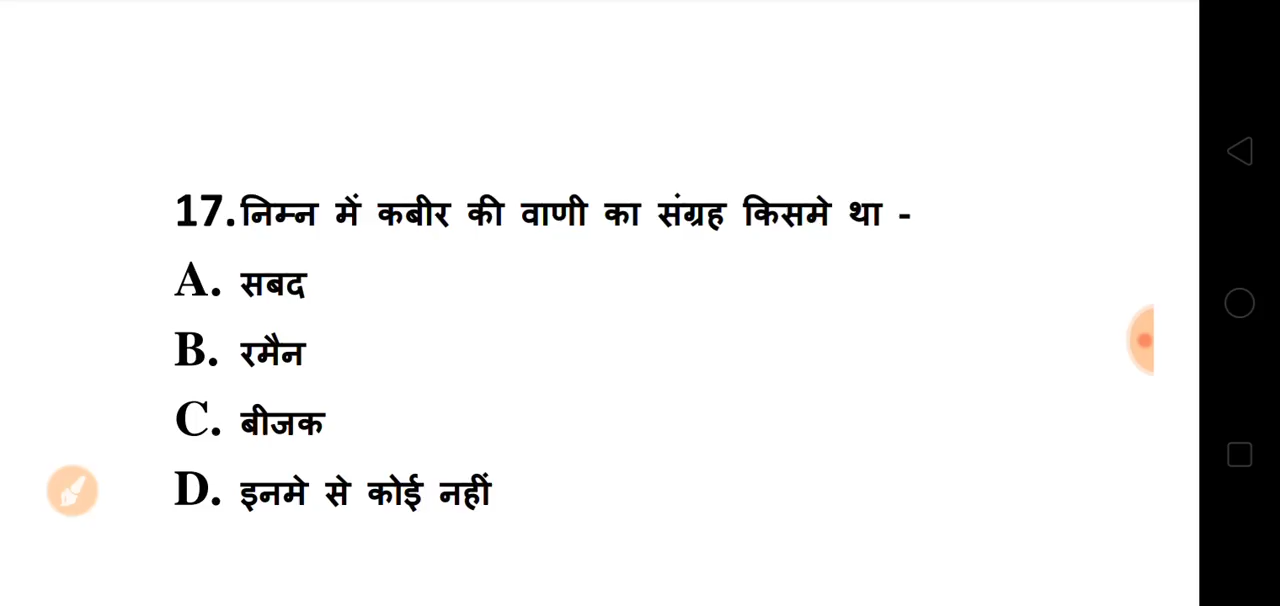 17. निम्न में कबीर की वाणी का संग्रह किसमे था -
A. सबद
B. रमैन
C. बीजक
D. इनमे से कोई नहीं